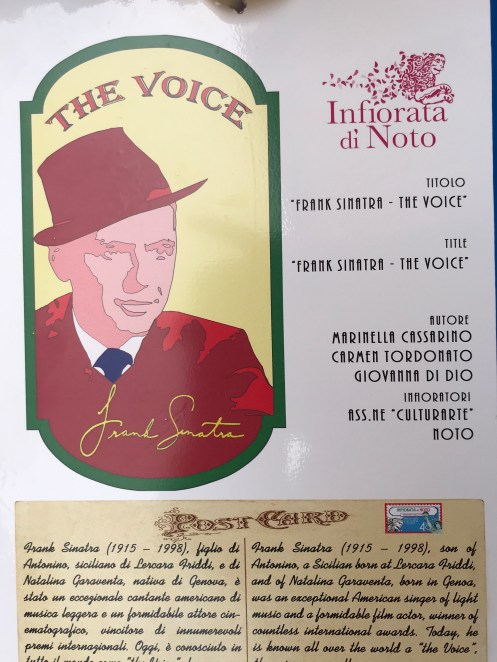 THE VOICE
Frank Sinatra
Infiorata
di Noto
TITOLO
"FRANK SINATRA - THE VOICE"
TITLE
"FRANK SINATRA - THE VOICE"
AUTORE
MARINELLA CASSARINO
CARMEN TORDONATO
GIOVANNA DI DIO
INFIORATORI
ASS.NE "CULTURARTE"
NOTO
POST CARD
Frank Sinatra (1915 – 1998), figlio di
Antonino, siciliano di Lercara Friddi, e di
Natalina Garaventa, nativa di Genova, è
stato un eccezionale cantante americano di
musica leggera e un formidabile attore cin-
ematografico, vincitore di innumerevoli
premi internazionali. Oggi, è conosciuto in
tutto il mondo come "the Voice"
Frank Sinatra (1915 – 1998), son of
Antonino, a Sicilian born at Lercara Friddi,
and of Natalina Garaventa, born in Genoa,
was an exceptional American singer of light
music and a formidable film actor, winner of
countless international awards. Today, he
is known all over the world a "the Voice",